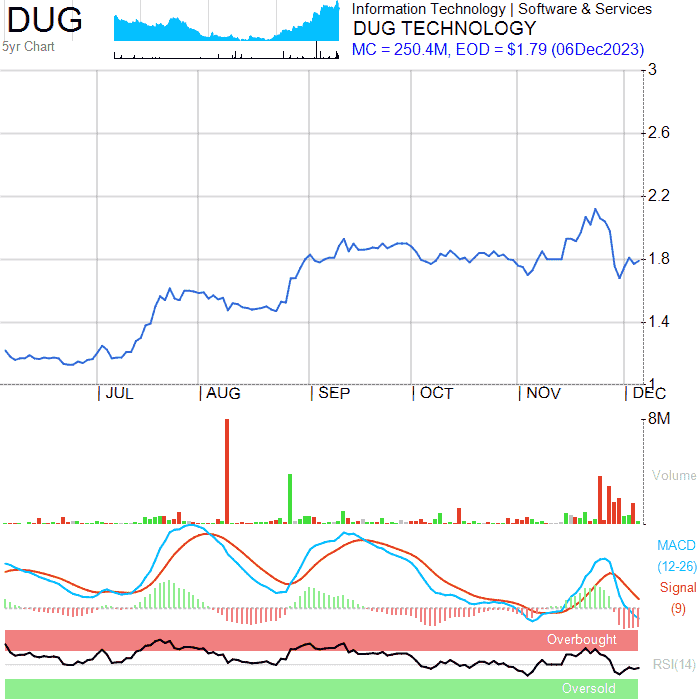 DUG
5yr Chart
Information Technology | Software & Services
DUG TECHNOLOGY
MC = 250.4M, EOD = $1.79 (06Dec2023)
3
2.6
2.2
1.8
1.4
1
| JUL | AUG | SEP | OCT | NOV | DEC
8M
Volume
MACD
(12-26)
Signal
(9)
Overbought
RSI(14)
Oversold